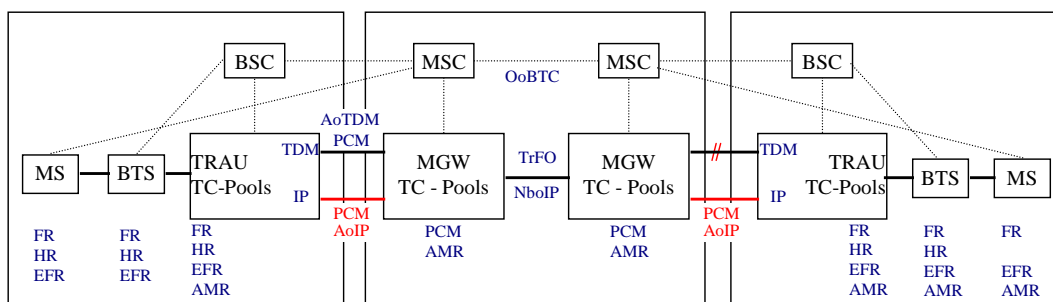 BSC
MSC
MSC
BSC
OoBTC
AoTDM
PCM
MS
BTS
TRAU
TC-Pools
TDM
IP
MGW
TC - Pools
TrFO
NboIP
MGW
TC - Pools
TDM
IP
TRAU
TC-Pools
BTS
MS
PCM
AoIP
PCM
AoIP
FR
HR
EFR
FR
HR
EFR
FR
HR
EFR
AMR
PCM
AMR
PCM
AMR
FR
HR
EFR
AMR
FR
HR
EFR
AMR
FR
EFR
AMR